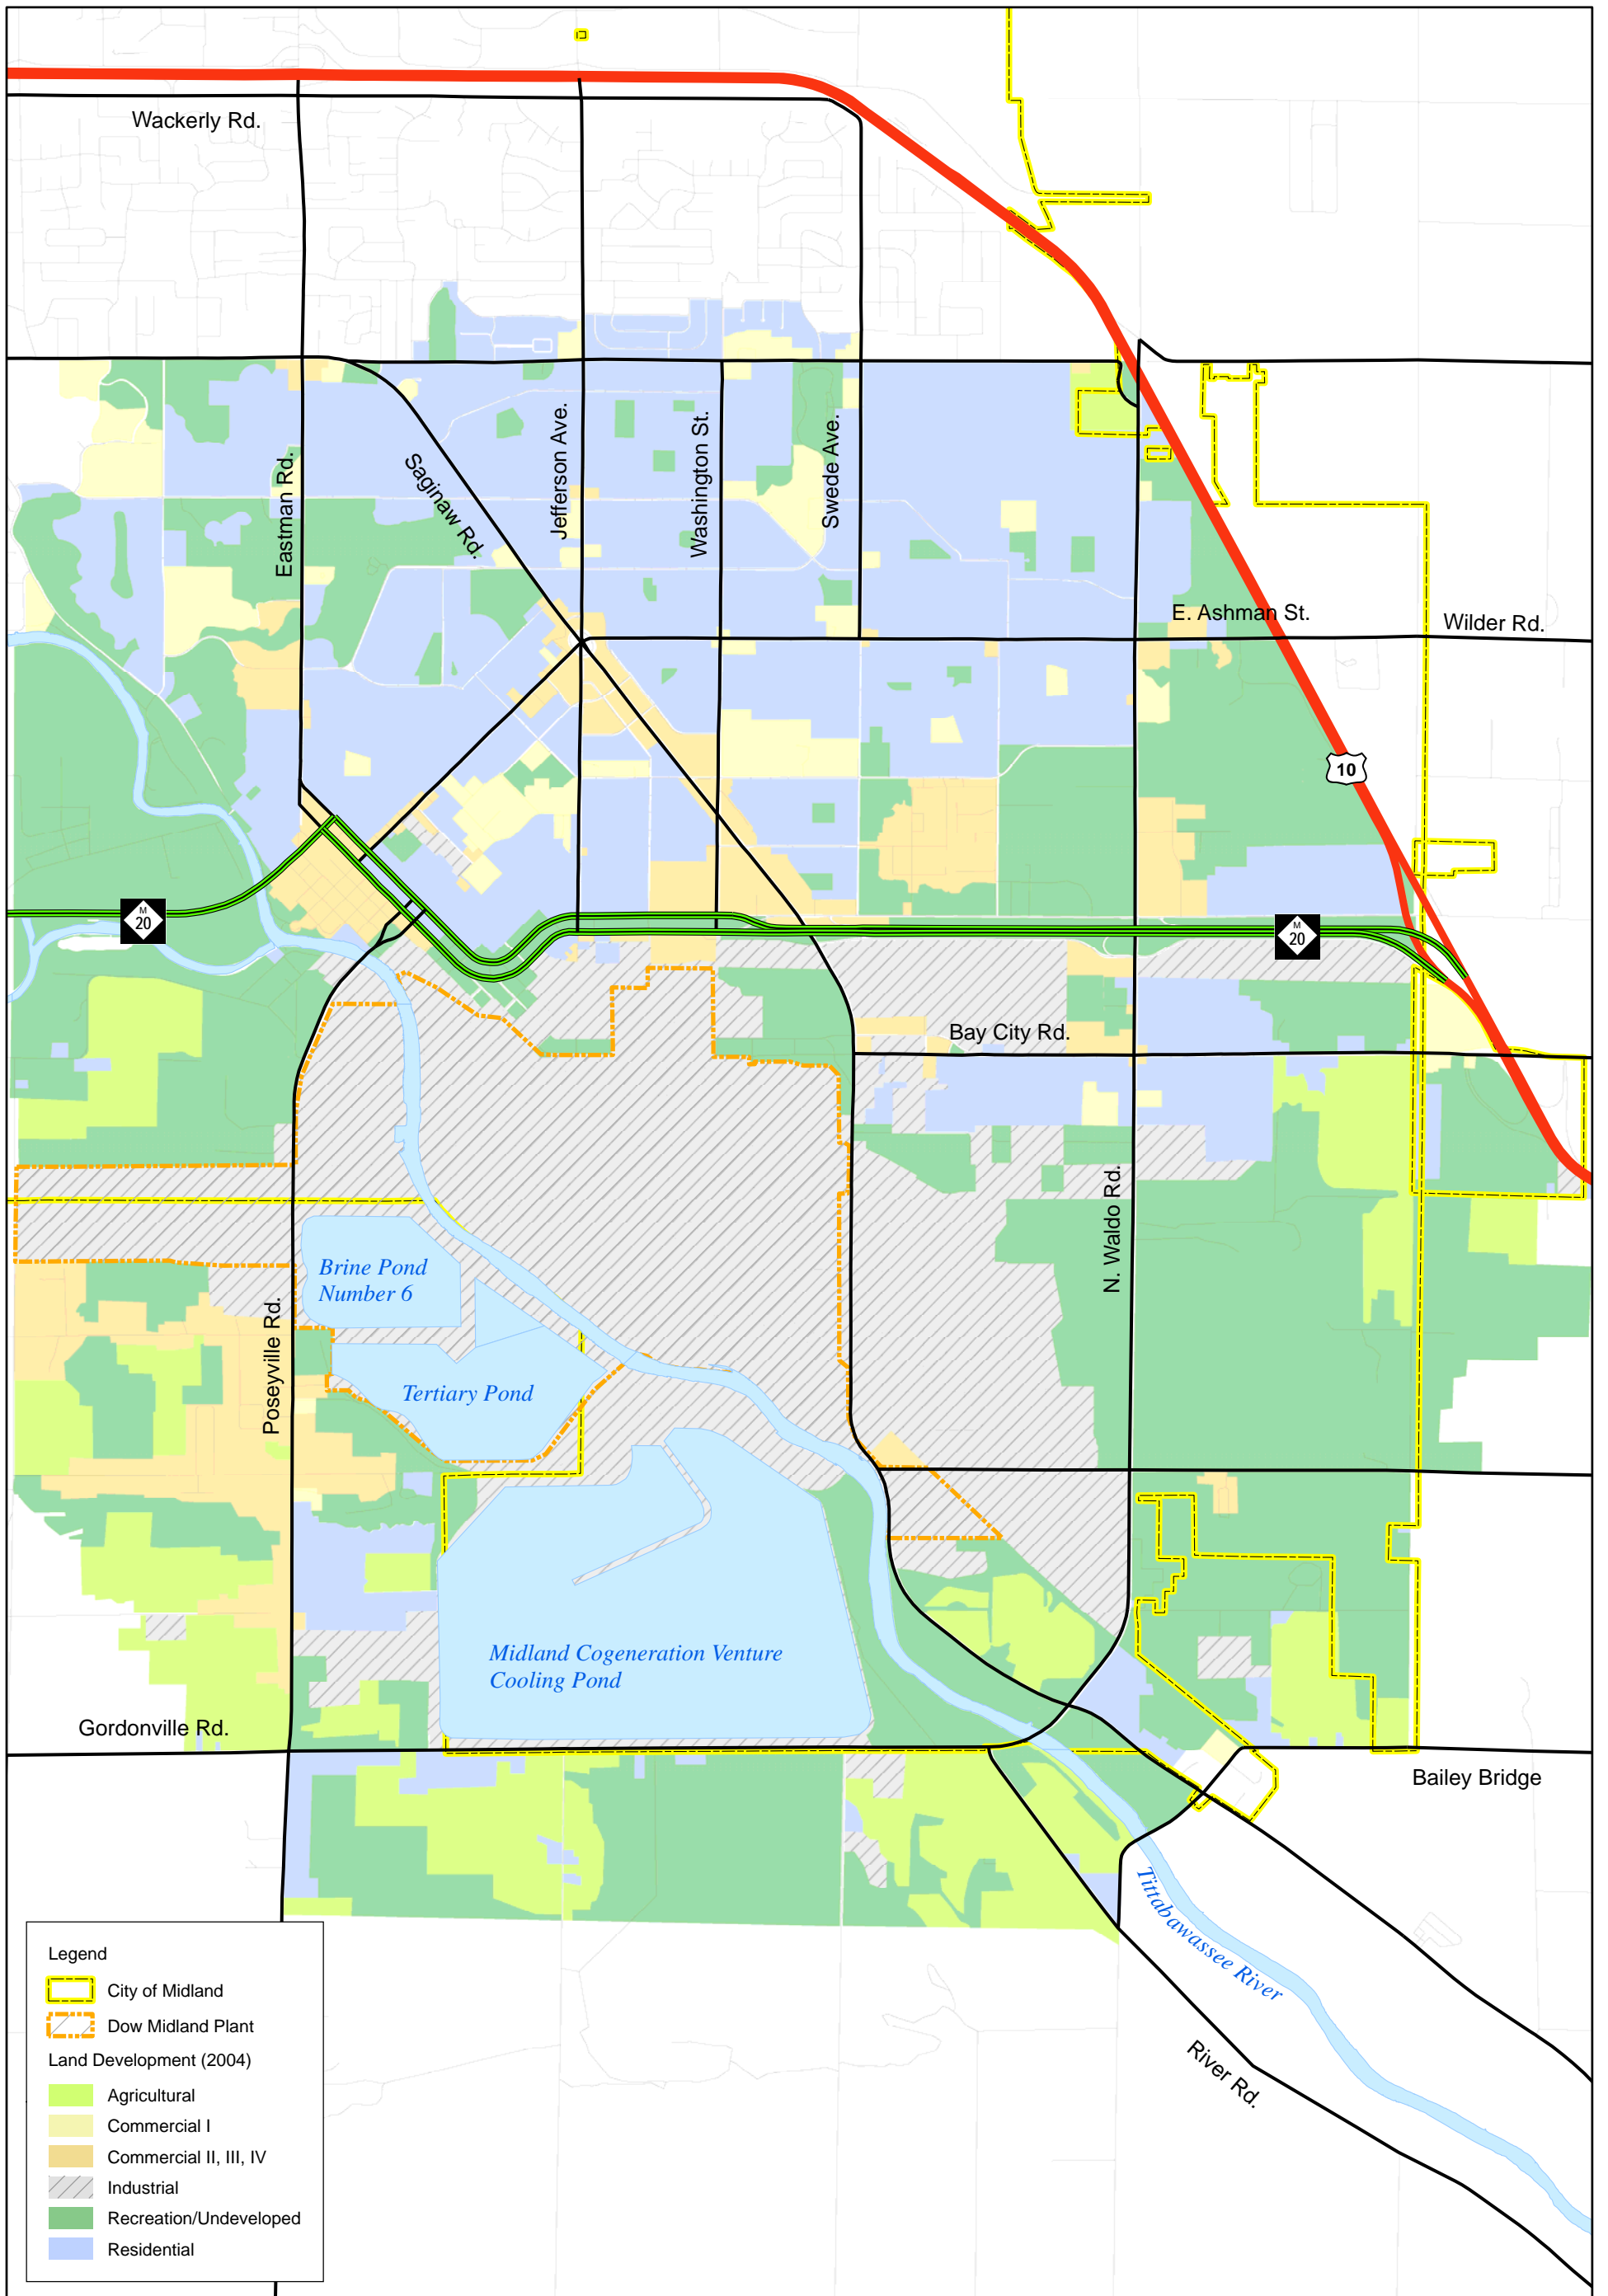 Wackerly Rd.
Eastman Rd.
Saginaw Rd.
Jefferson Ave.
Washington St.
Swede Ave.
E. Ashman St.
Wilder Rd.
10
M
20
M
20
Bay City Rd.
N. Waldo Rd.
Brine Pond
Number 6
Poseyville Rd.
Tertiary Pond
Midland Cogeneration Venture
Cooling Pond
Gordonville Rd.
Bailey Bridge
Tittabawassee River
River Rd.
Legend
City of Midland
Dow Midland Plant
Land Development (2004)
Agricultural
Commercial I
Commercial II, III, IV
Industrial
Recreation/Undeveloped
Residential